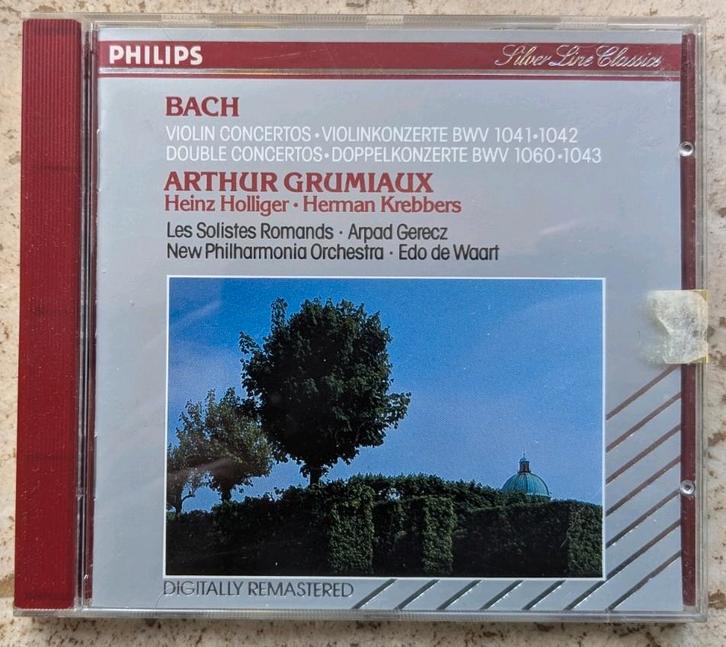 PHILIPS
Silver Line Classics
BACH
VIOLIN CONCERTOS • VIOLINKONZERTE BWV 1041 • 1042
DOUBLE CONCERTOS • DOPPELKONZERTE BWV 1060 • 1043
ARTHUR GRUMIAUX
Heinz Holliger • Herman Krebbers
Les Solistes Romands • Arpad Gerecz
New Philharmonia Orchestra • Edo de Waart
DIGITALLY REMASTERED